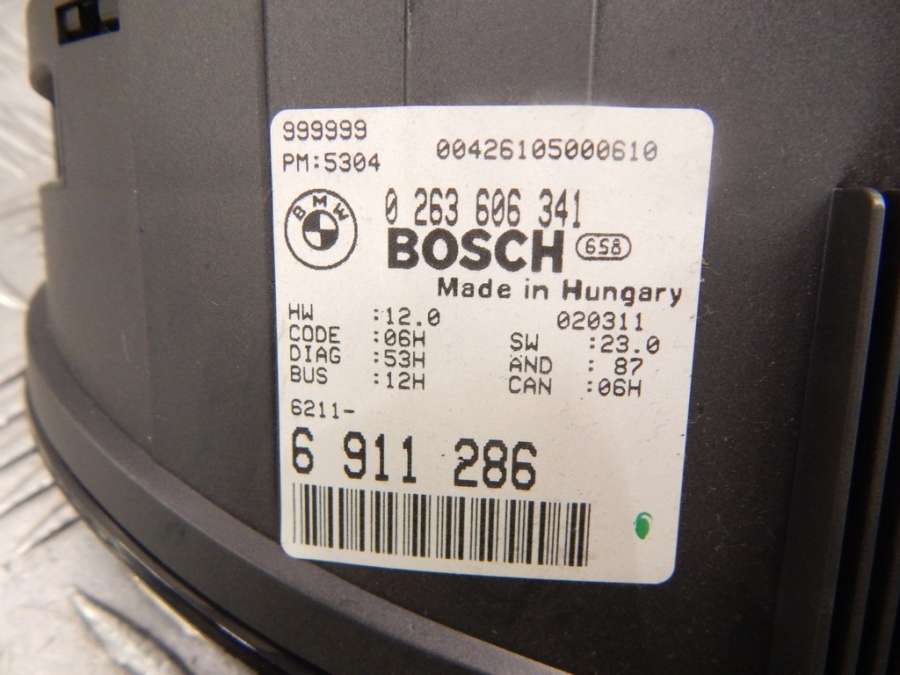 999999
PM:5304
00426105000610
BMW
0 263 606 341
BOSCH 658
Made in Hungary
HW :12.0 020311
CODE :06H SW :23.0
DIAG :53H AND : 87
BUS :12H CAN :06H
6211-
6 911 286